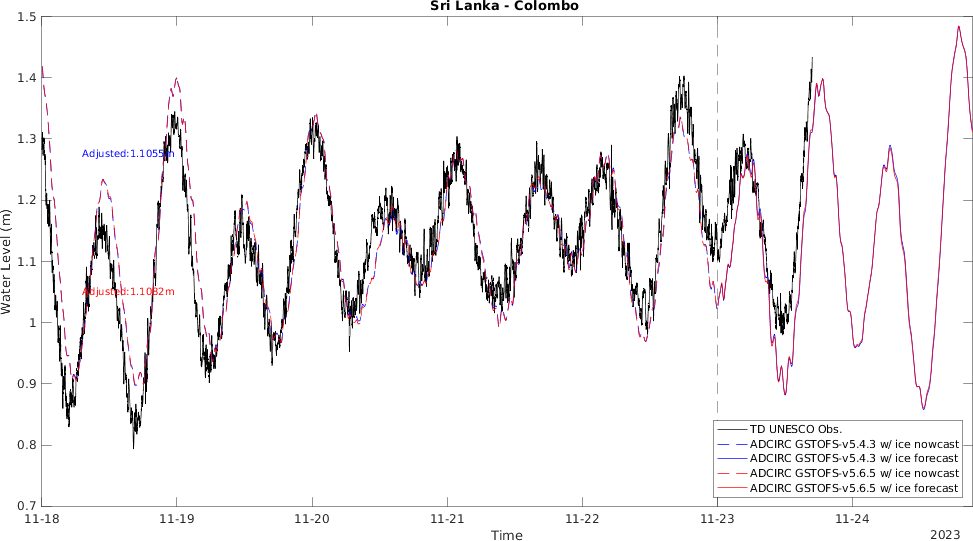 Sri Lanka - Colombo
1.5
1.4
1.3
1.2
1.1
1
0.9
0.8
0.7
Water Level (m)
Adjusted:1.1055m
Adjusted:1.1082m
TD UNESCO Obs.
ADCIRC GSTOFS-v5.4.3 w/ ice nowcast
ADCIRC GSTOFS-v5.4.3 w/ ice forecast
ADCIRC GSTOFS-v5.6.5 w/ ice nowcast
ADCIRC GSTOFS-v5.6.5 w/ ice forecast
11-18
11-19
11-20
11-21
11-22
11-23
11-24
Time
2023